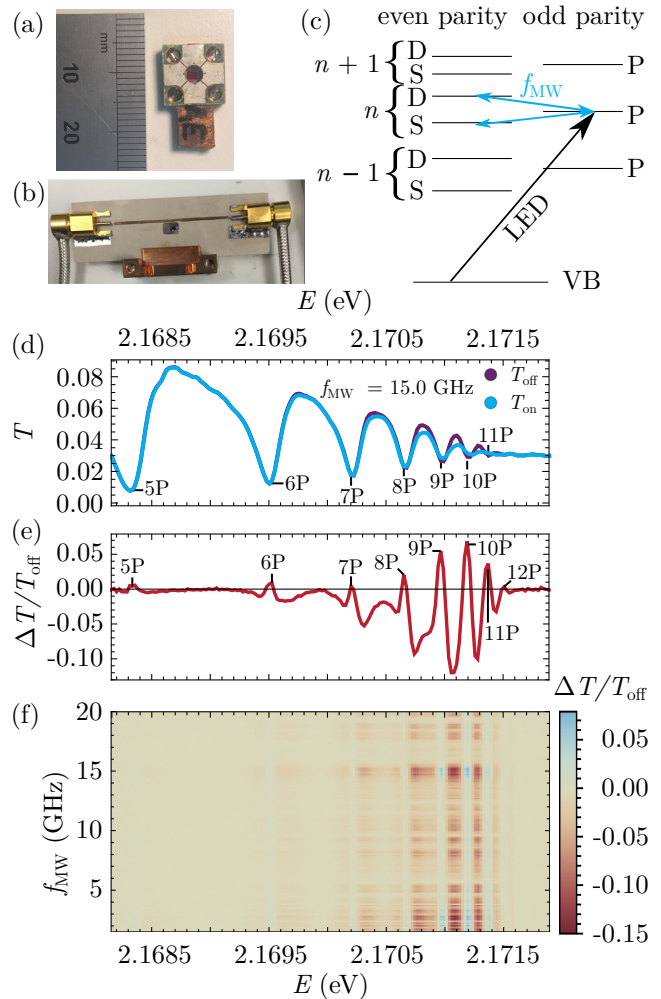 (a)
mm
10
20
(b)
(c)
even parity odd parity
n + 1 { D
S
P
n { D
S
f_MW
P
n − 1 { D
S
P
LED
VB
E (eV)
2.1685 2.1695 2.1705 2.1715
(d)
T
0.08
0.06
0.04
0.02
0.00
f_MW = 15.0 GHz
T_off
T_on
5P
6P
7P
8P
9P
10P
11P
(e)
ΔT/T_off
0.05
0.00
-0.05
-0.10
5P
6P
7P
8P
9P
10P
11P
12P
(f)
f_MW (GHz)
20
15
10
5
2.1685 2.1695 2.1705 2.1715
E (eV)
ΔT/T_off
0.05
0.00
-0.05
-0.10
-0.15